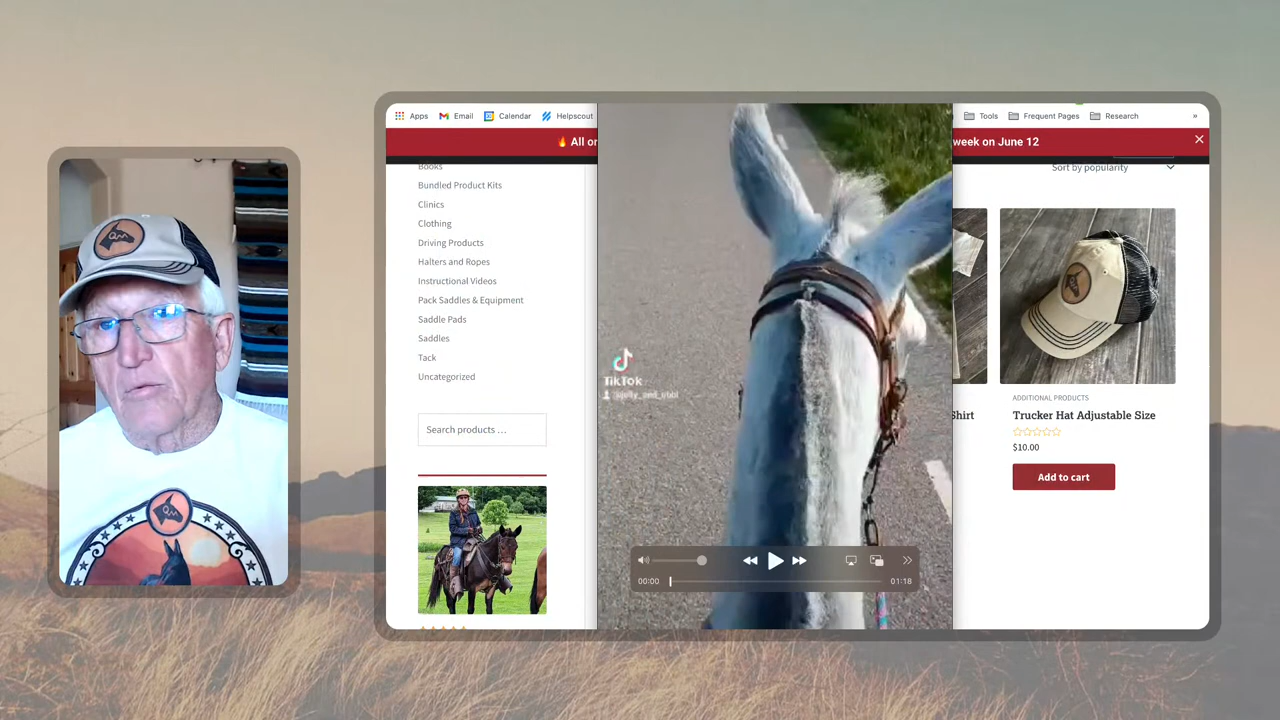 Apps Email Calendar Helpscout Tools Frequent Pages Research »
🔥 All or week on June 12 ✕
Books
Bundled Product Kits
Clinics
Clothing
Driving Products
Halters and Ropes
Instructional Videos
Pack Saddles & Equipment
Saddle Pads
Saddles
Tack
Uncategorized
Search products …
QM
QM
TikTok
00:00
01:18
Sort by popularity
Shirt
ADDITIONAL PRODUCTS
Trucker Hat Adjustable Size
$10.00
Add to cart